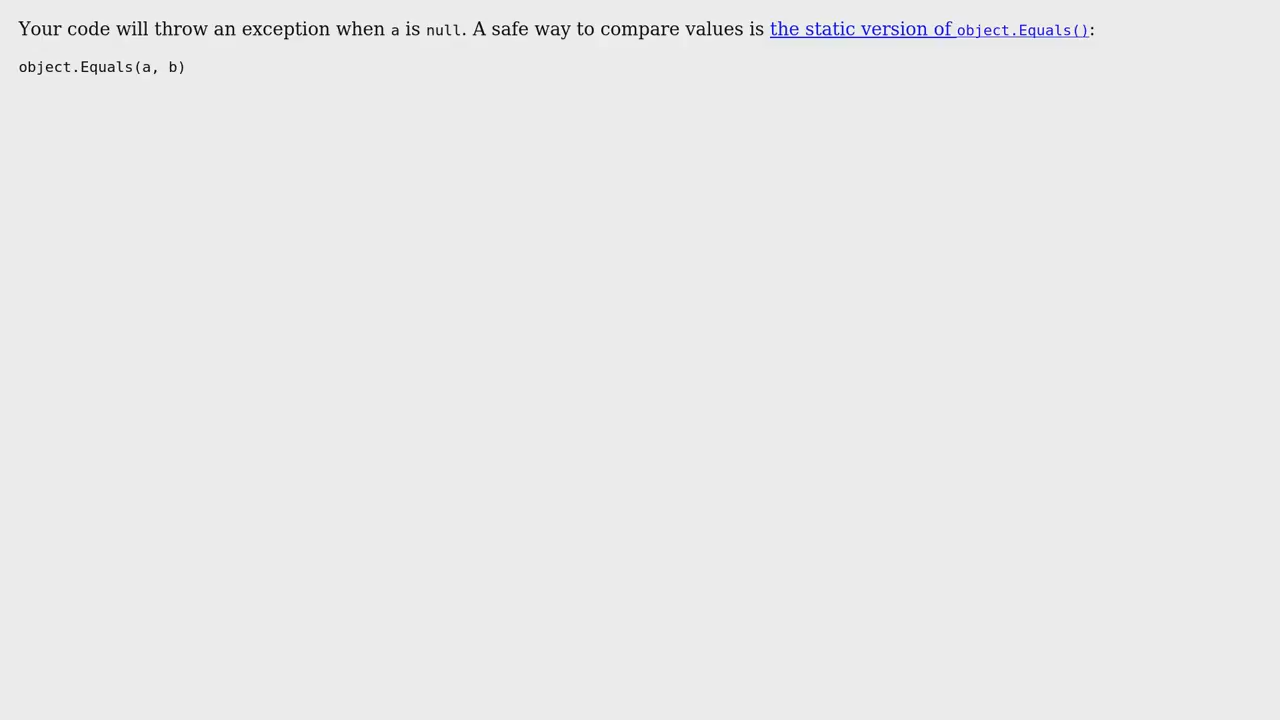 Your code will throw an exception when a is null. A safe way to compare values is the static version of object.Equals():
object.Equals(a, b)